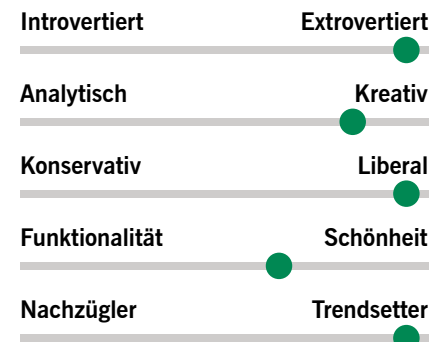 Introvertiert Extrovertiert
Analytisch Kreativ
Konservativ Liberal
Funktionalität Schönheit
Nachzügler Trendsetter